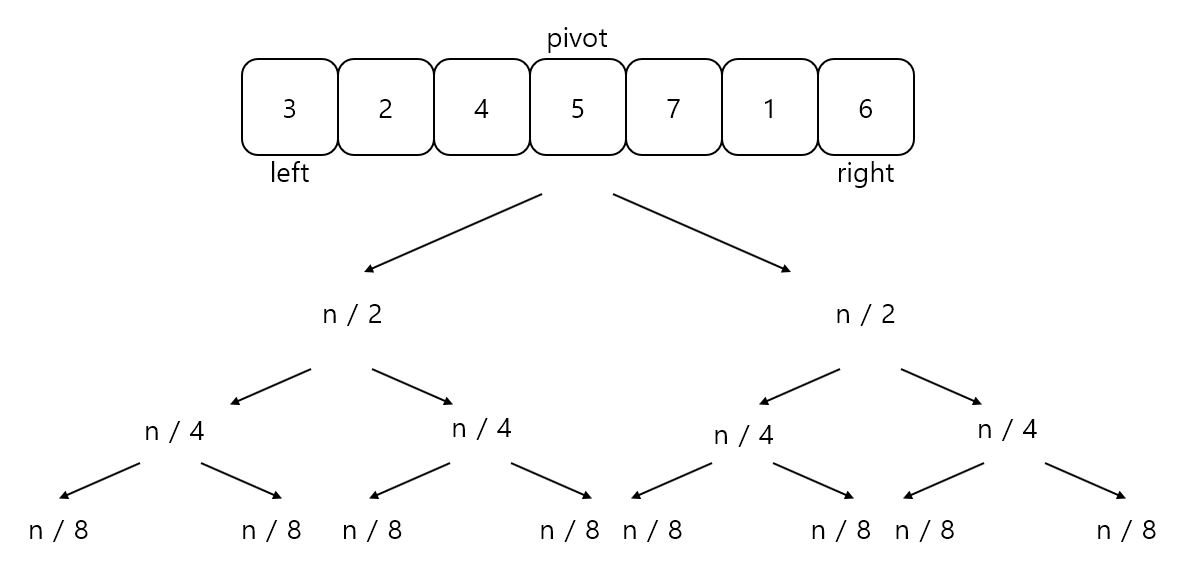 pivot
3 2 4 5 7 1 6
left right
n / 2 n / 2
n / 4 n / 4 n / 4 n / 4
n / 8 n / 8 n / 8 n / 8 n / 8 n / 8 n / 8 n / 8